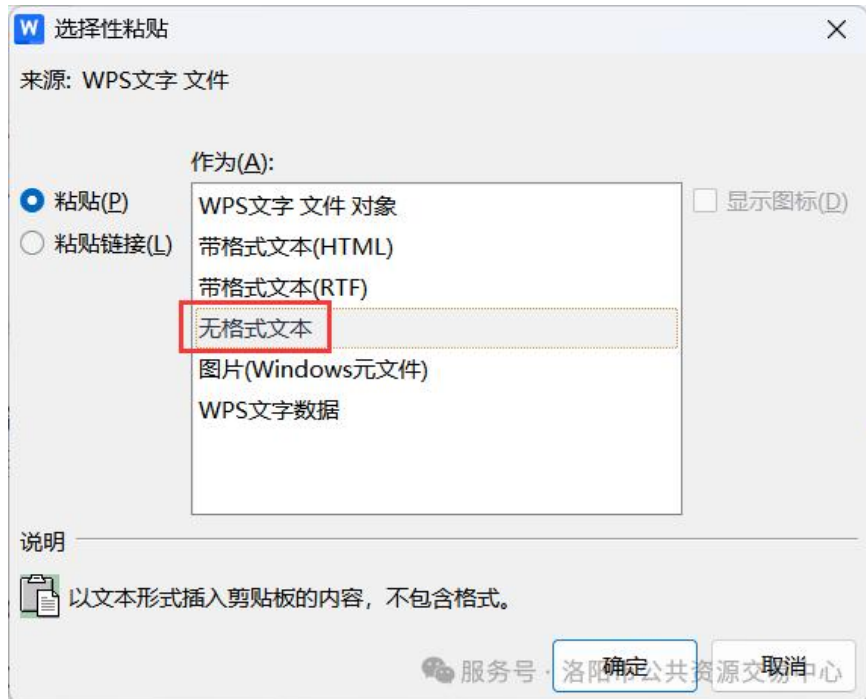 W 选择性粘贴
来源: WPS文字 文件
作为(A):
粘贴(P)
粘贴链接(L)
WPS文字 文件 对象
带格式文本(HTML)
带格式文本(RTF)
无格式文本
图片(Windows元文件)
WPS文字数据
显示图标(D)
说明
以文本形式插入剪贴板的内容，不包含格式。
确定
取消
服务号 · 洛阳市公共资源交易中心